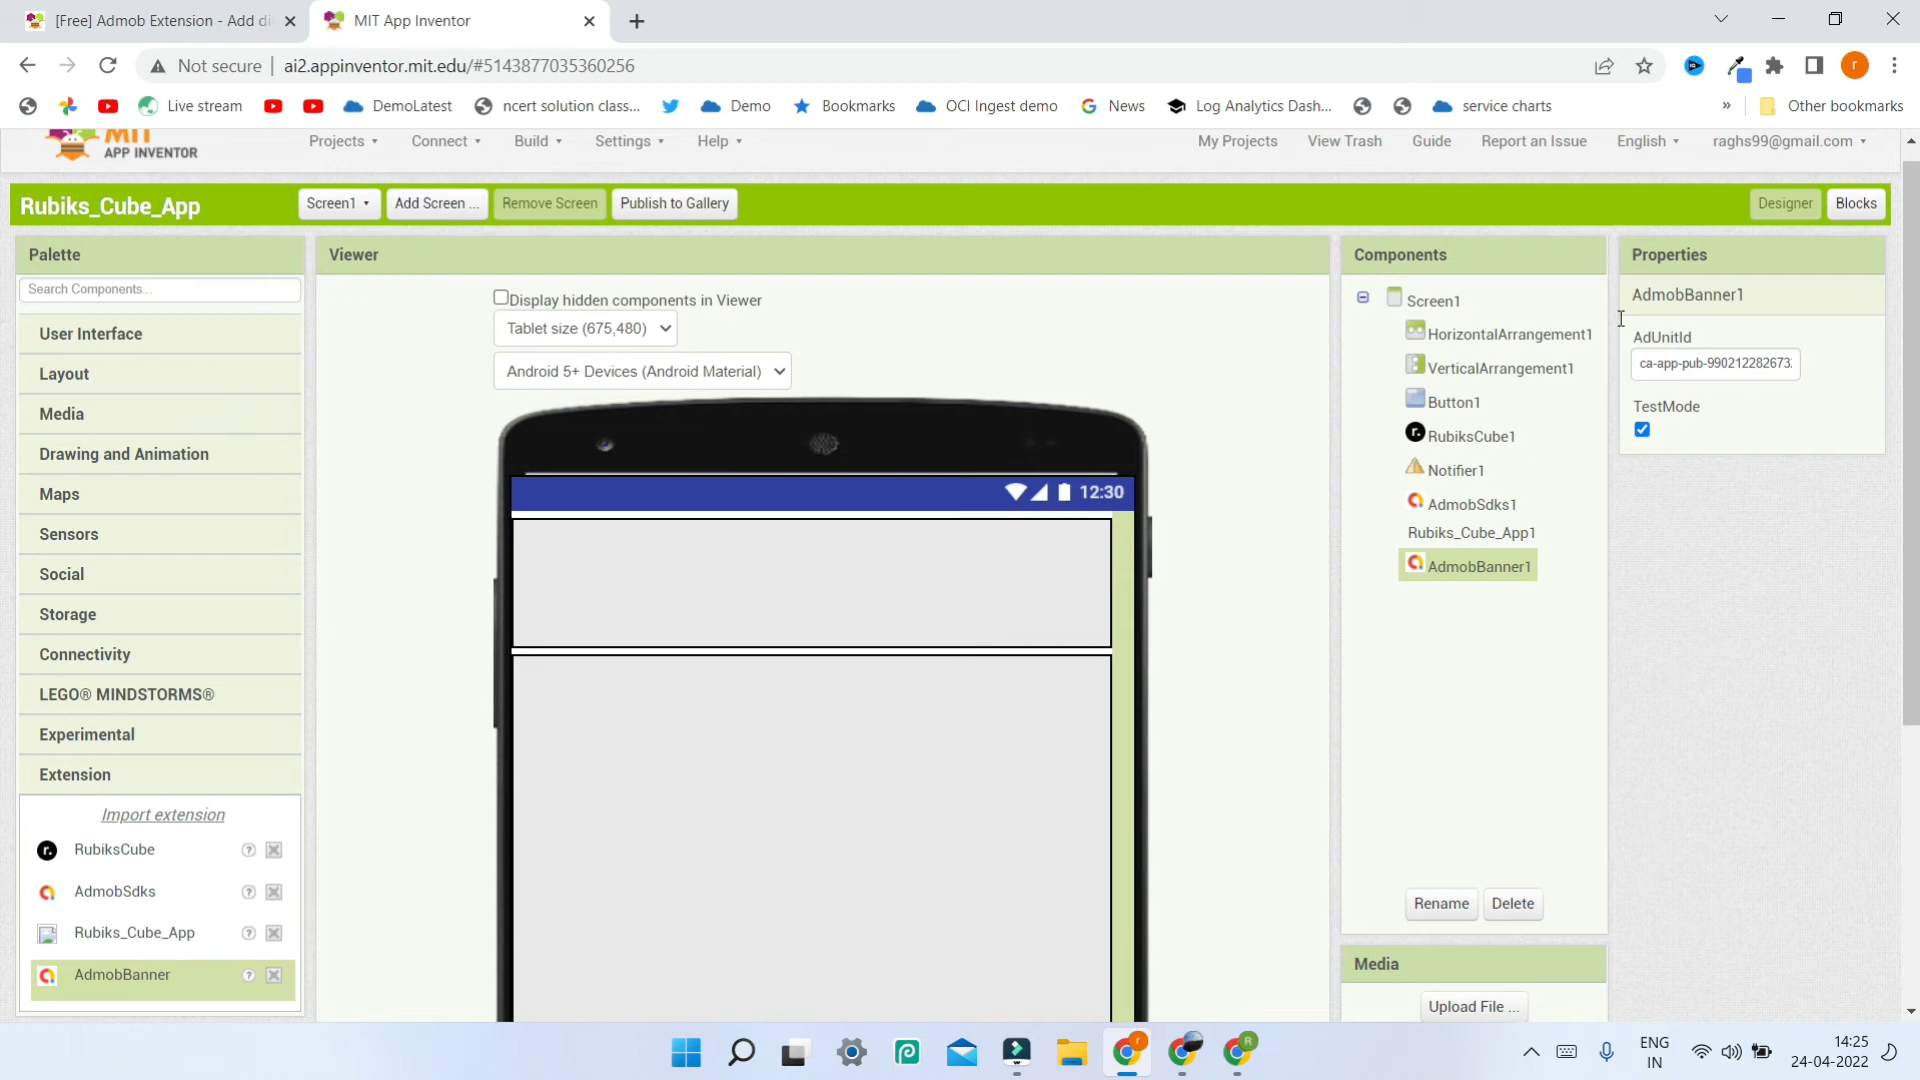 [Free] Admob Extension - Add di
MIT App Inventor
Not secure
ai2.appinventor.mit.edu/#5143877035360256
Live stream
DemoLatest
ncert solution class...
Demo
Bookmarks
OCI Ingest demo
News
Log Analytics Dash...
service charts
»
Other bookmarks
MIT
APP INVENTOR
Projects
Connect
Build
Settings
Help
My Projects
View Trash
Guide
Report an Issue
English
raghs99@gmail.com
Rubiks_Cube_App
Screen1
Add Screen ...
Remove Screen
Publish to Gallery
Designer
Blocks
Palette
Search Components...
User Interface
Layout
Media
Drawing and Animation
Maps
Sensors
Social
Storage
Connectivity
LEGO® MINDSTORMS®
Experimental
Extension
Import extension
RubiksCube
AdmobSdks
Rubiks_Cube_App
AdmobBanner
Viewer
Display hidden components in Viewer
Tablet size (675,480)
Android 5+ Devices (Android Material)
12:30
Components
Screen1
HorizontalArrangement1
VerticalArrangement1
Button1
RubiksCube1
Notifier1
AdmobSdks1
Rubiks_Cube_App1
AdmobBanner1
Rename
Delete
Media
Upload File ...
Properties
AdmobBanner1
AdUnitId
ca-app-pub-990212282673
TestMode
ENG
IN
14:25
24-04-2022